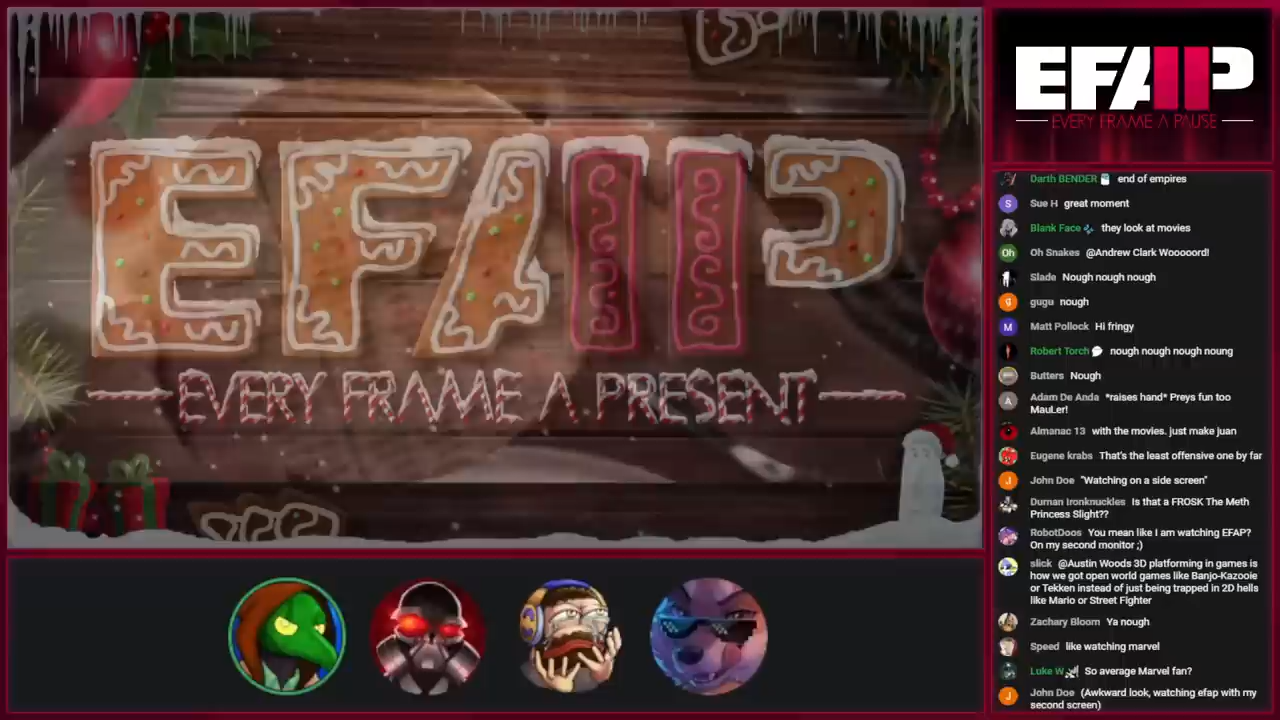 EFAP
EVERY FRAME A PRESENT
EFAP
EVERY FRAME A PAUSE
Darth BENDER end of empires
S Sue H great moment
Blank Face they look at movies
Oh Oh Snakes @Andrew Clark Wooooord!
Slade Nough nough nough
g gugu nough
M Matt Pollock Hi fringy
Robert Torch nough nough nough noung
Butters Nough
A Adam De Anda *raises hand* Preys fun too
MauLer!
Almanac 13 with the movies. just make juan
Eugene krabs That's the least offensive one by far
J John Doe "Watching on a side screen"
Duman Ironknuckles Is that a FROSK The Meth
Princess Slight??
RobotDoos You mean like I am watching EFAP?
On my second monitor ;)
slick @Austin Woods 3D platforming in games is
how we got open world games like Banjo-Kazooie
or Tekken instead of just being trapped in 2D hells
like Mario or Street Fighter
Zachary Bloom Ya nough
Speed like watching marvel
Luke W So average Marvel fan?
J John Doe (Awkward look, watching efap with my
second screen)